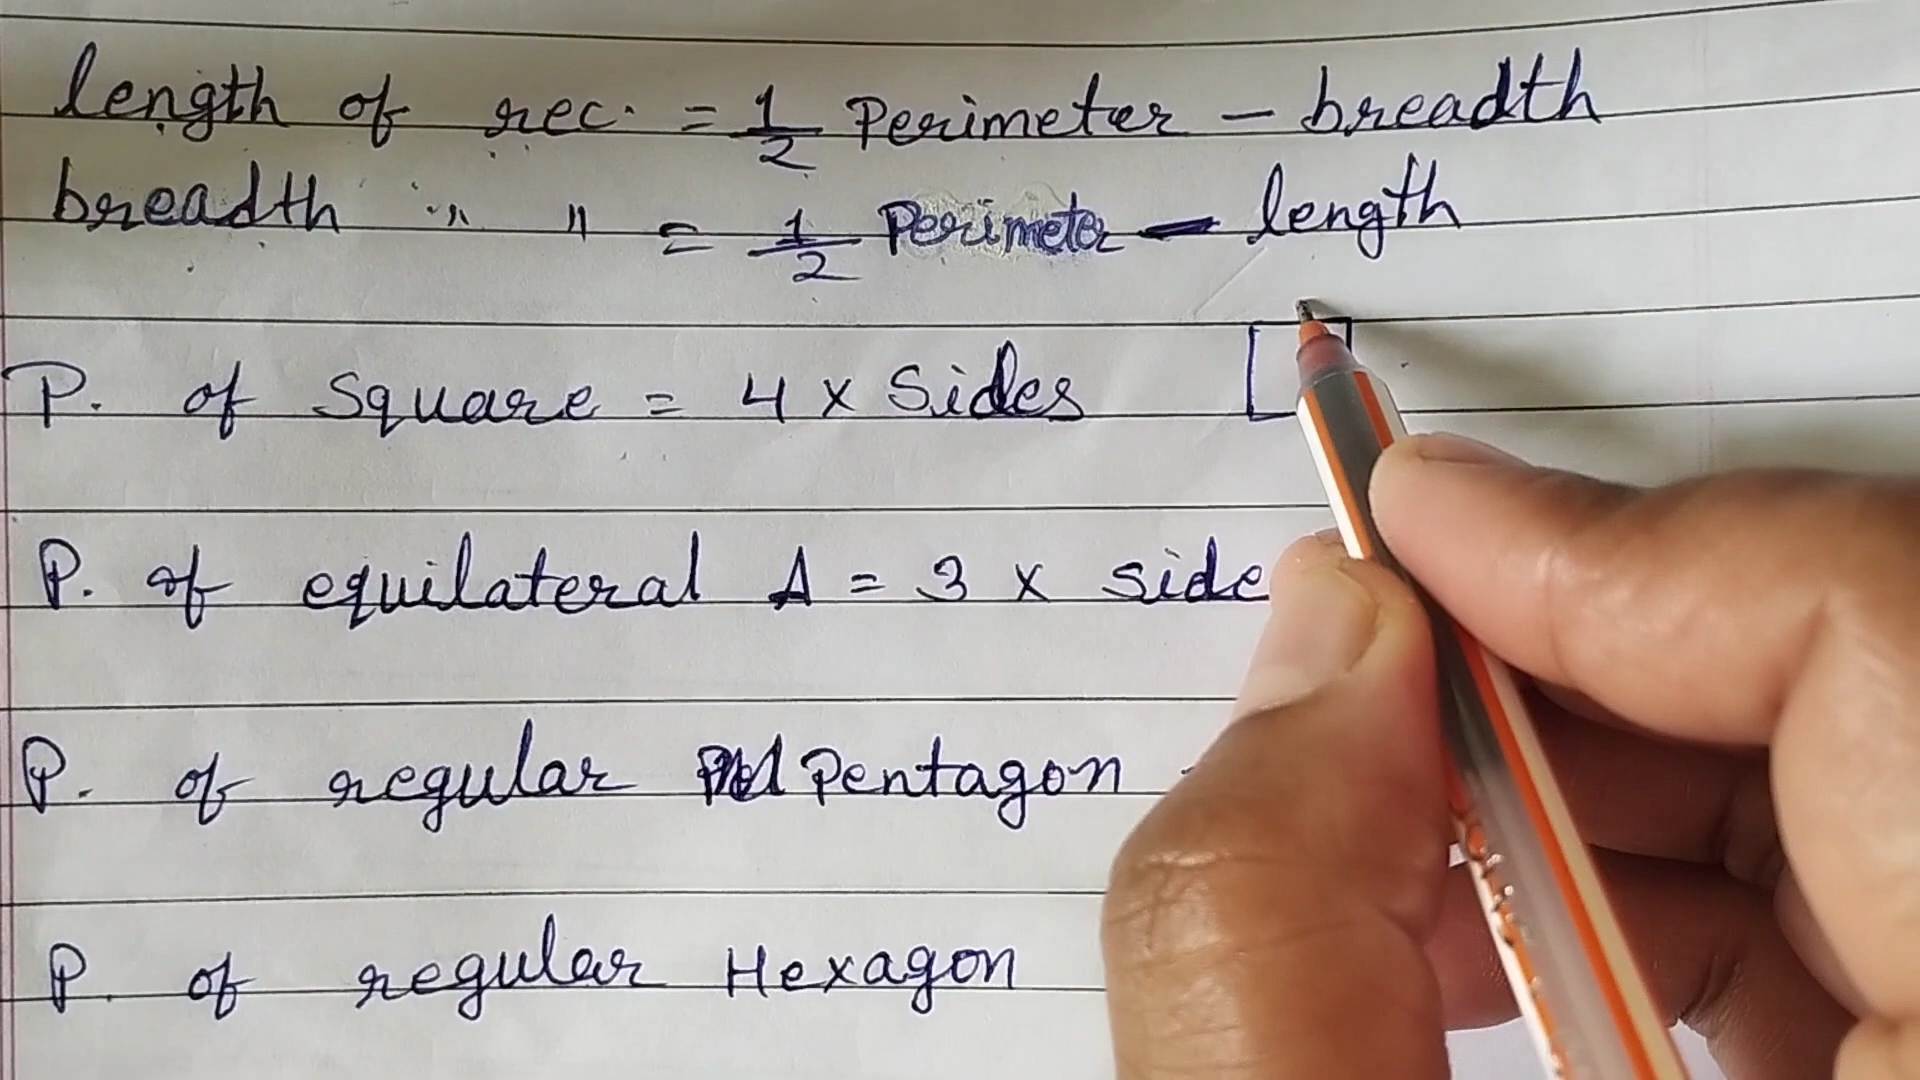 length of rec. = 1/2 Perimeter - breadth
breadth " " = 1/2 Perimeter - length
P. of Square = 4 x Sides
P. of equilateral Δ = 3 x side
P. of regular Pentagon
P. of regular Hexagon